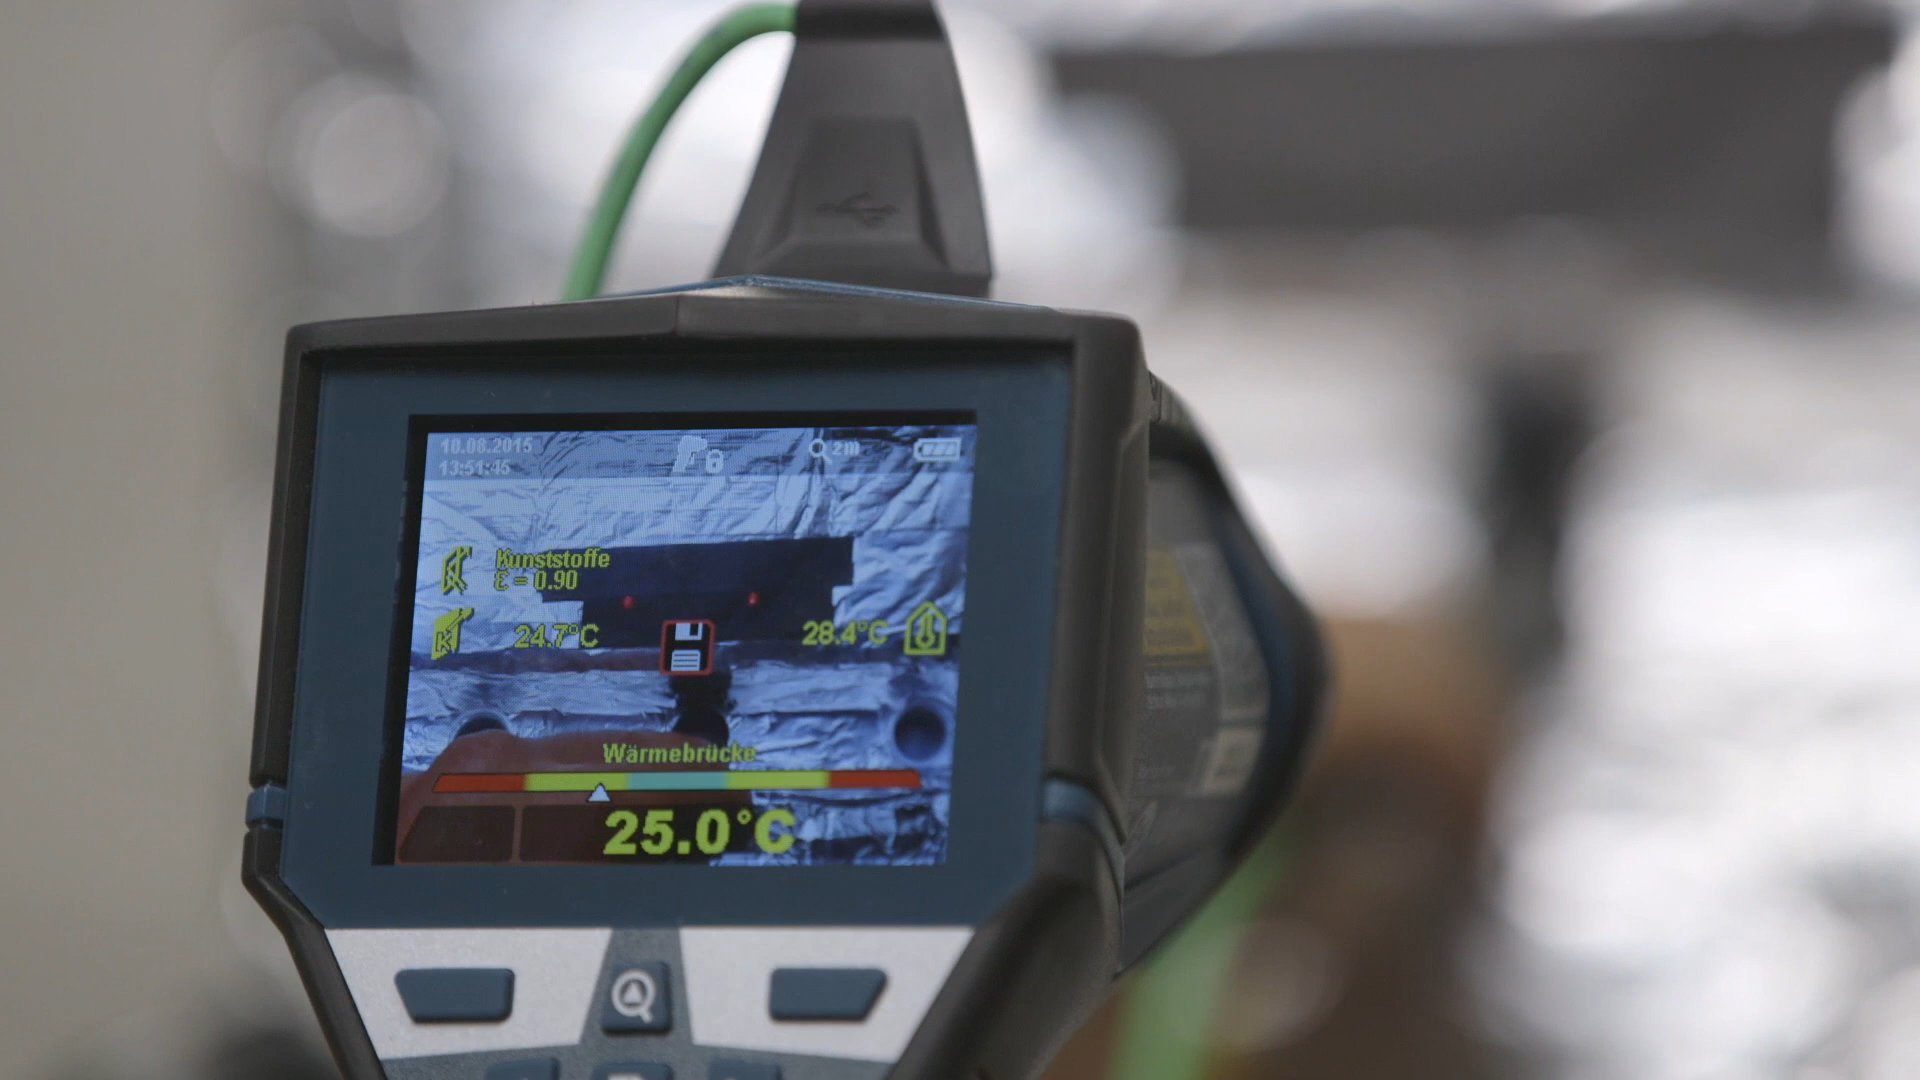 10.08.2015
13:51:45
2m
Kunststoffe
ε = 0.90
K
24.7°C
28.4°C
Wärmebrücke
25.0°C